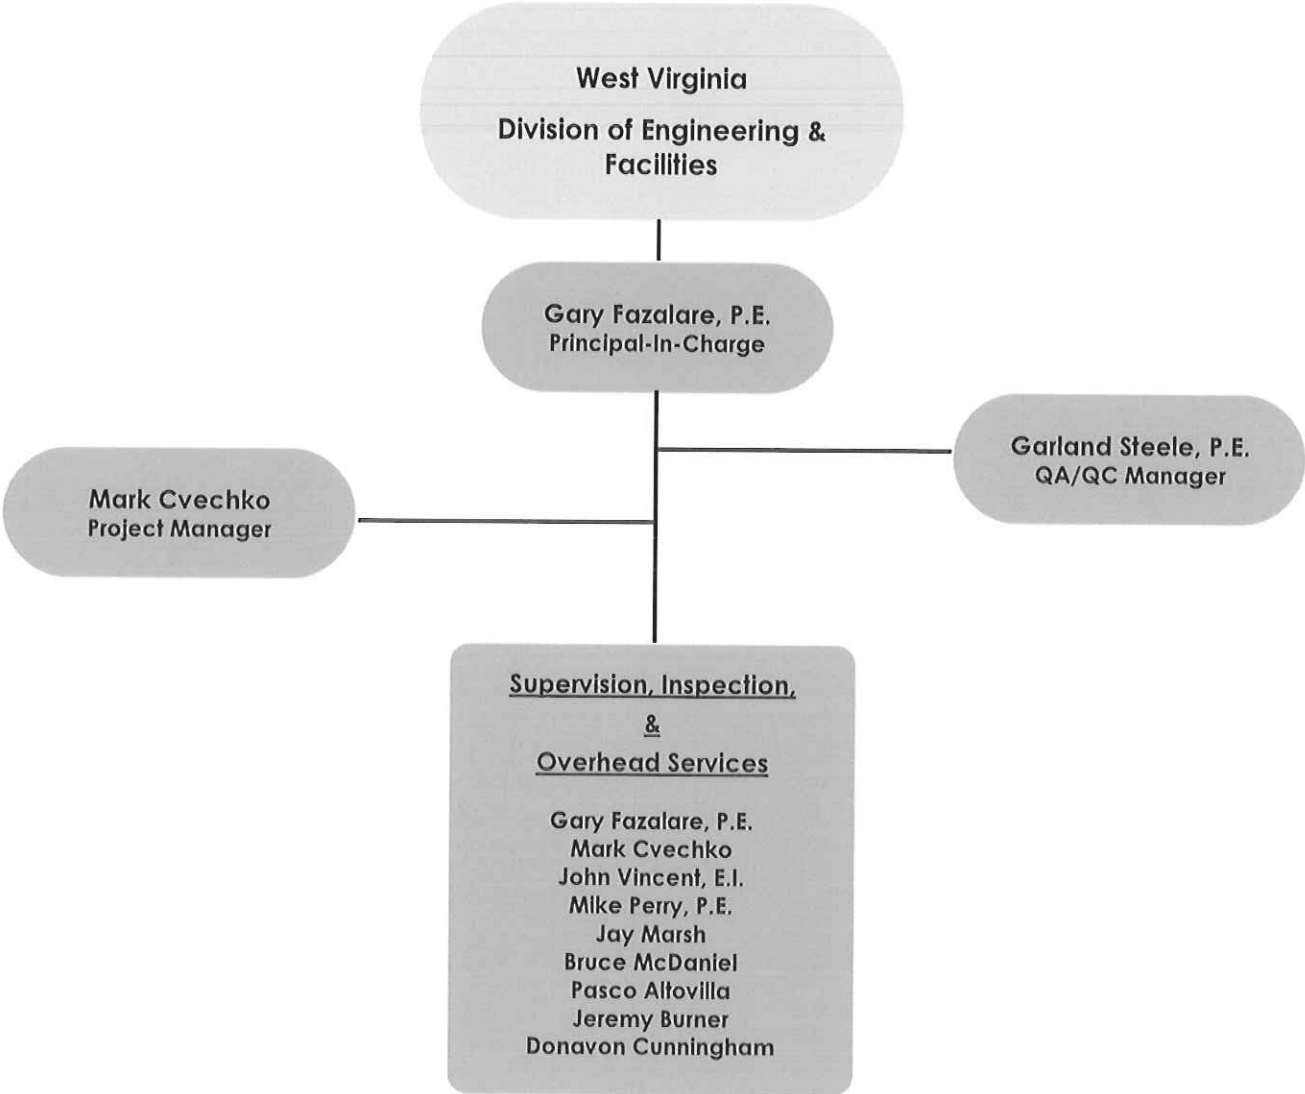 West Virginia
Division of Engineering &
Facilities
Gary Fazalare, P.E.
Principal-In-Charge
Garland Steele, P.E.
QA/QC Manager
Mark Cvechko
Project Manager
Supervision, Inspection,
&
Overhead Services
Gary Fazalare, P.E.
Mark Cvechko
John Vincent, E.I.
Mike Perry, P.E.
Jay Marsh
Bruce McDaniel
Pasco Altovilla
Jeremy Burner
Donavon Cunningham